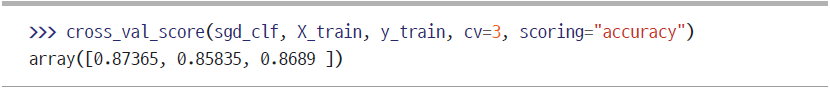 >>> cross_val_score(sgd_clf, X_train, y_train, cv=3, scoring="accuracy")
array([0.87365, 0.85835, 0.8689 ])